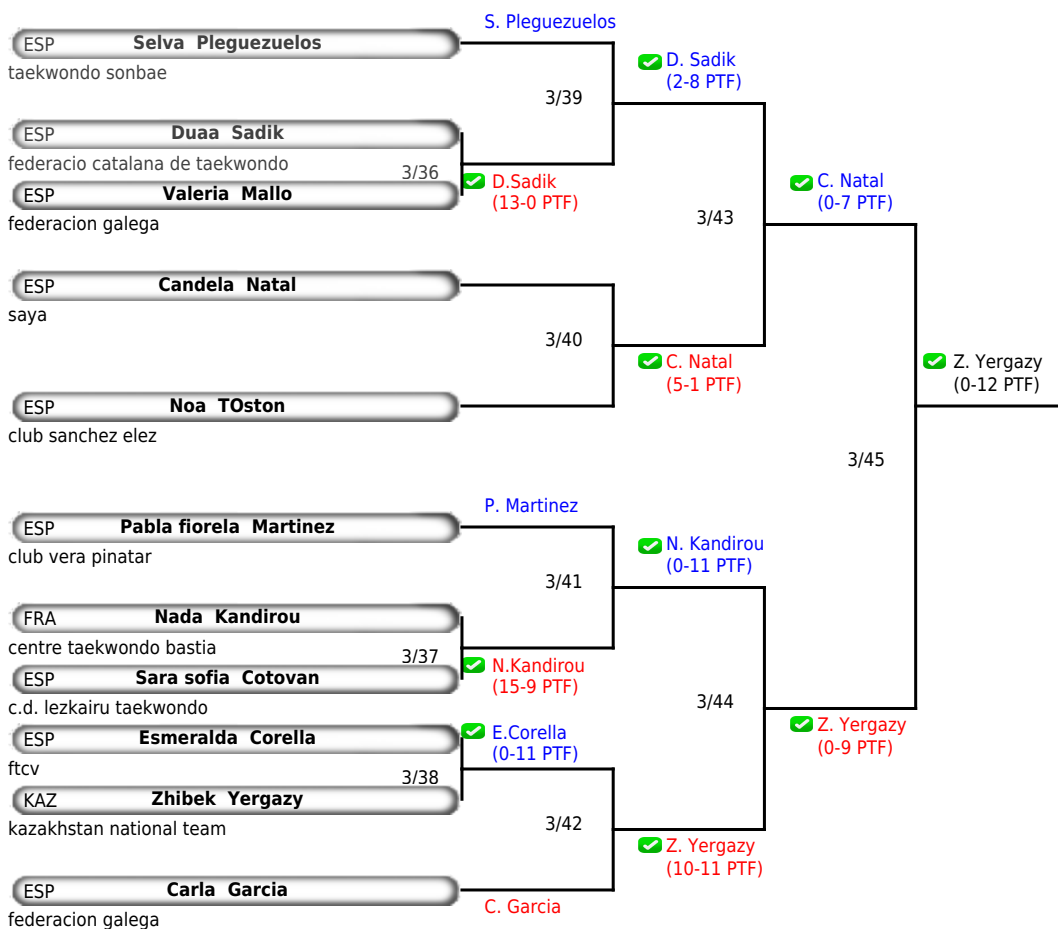 S. Pleguezuelos
ESP Selva Pleguezuelos
taekwondo sonbae
D. Sadik
(2-8 PTF)
3/39
ESP Duaa Sadik
federacio catalana de taekwondo
3/36
D.Sadik
(13-0 PTF)
ESP Valeria Mallo
federacion galega
C. Natal
(0-7 PTF)
3/43
ESP Candela Natal
saya
3/40
C. Natal
(5-1 PTF)
Z. Yergazy
(0-12 PTF)
ESP Noa TOston
club sanchez elez
3/45
P. Martinez
ESP Pabla fiorela Martinez
club vera pinatar
N. Kandirou
(0-11 PTF)
3/41
FRA Nada Kandirou
centre taekwondo bastia
3/37
N.Kandirou
(15-9 PTF)
ESP Sara sofia Cotovan
c.d. lezkairu taekwondo
3/44
Z. Yergazy
(0-9 PTF)
ESP Esmeralda Corella
ftcv
E.Corella
(0-11 PTF)
3/38
KAZ Zhibek Yergazy
kazakhstan national team
3/42
Z. Yergazy
(10-11 PTF)
ESP Carla Garcia
federacion galega
C. Garcia